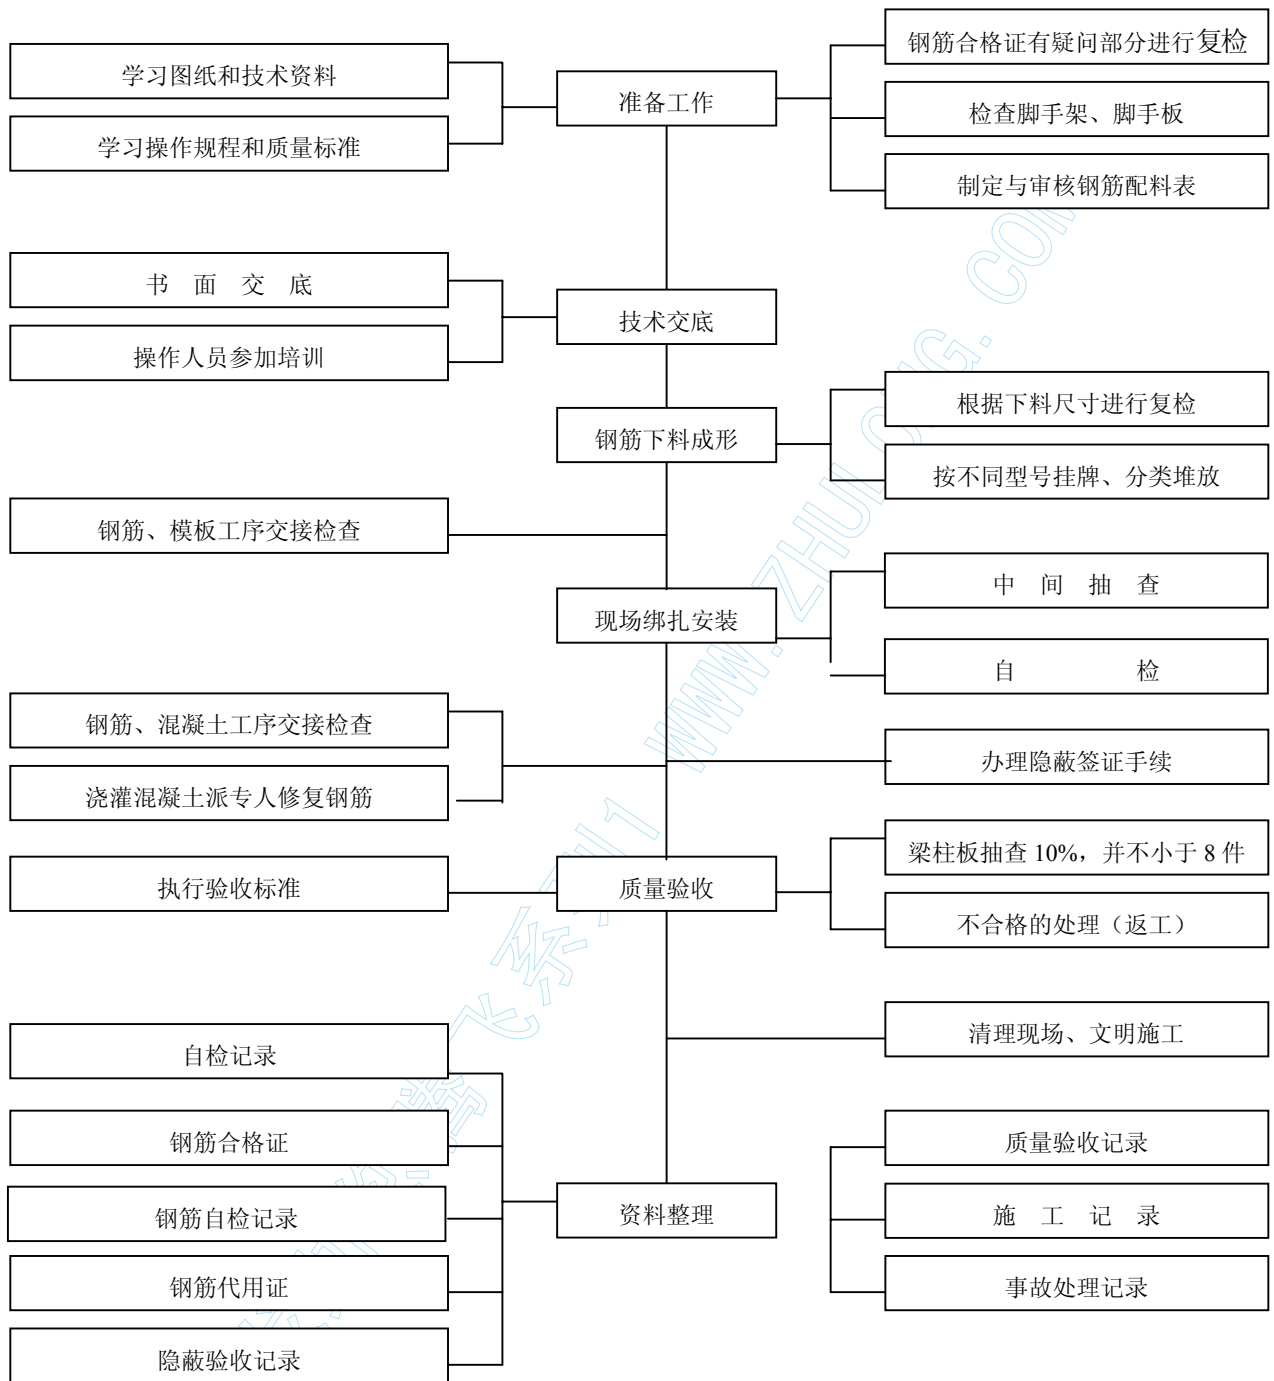 钢筋合格证有疑问部分进行复检
学习图纸和技术资料
准备工作
检查脚手架、脚手板
学习操作规程和质量标准
制定与审核钢筋配料表
书 面 交 底
技术交底
操作人员参加培训
根据下料尺寸进行复检
钢筋下料成形
按不同型号挂牌、分类堆放
钢筋、模板工序交接检查
中 间 抽 查
现场绑扎安装
自 检
钢筋、混凝土工序交接检查
办理隐蔽签证手续
浇灌混凝土派专人修复钢筋
梁柱板抽查 10%，并不小于 8 件
执行验收标准
质量验收
不合格的处理（返工）
清理现场、文明施工
自检记录
钢筋合格证
质量验收记录
钢筋自检记录
资料整理
施 工 记 录
钢筋代用证
事故处理记录
隐蔽验收记录
WWW.ZHULONG.COM